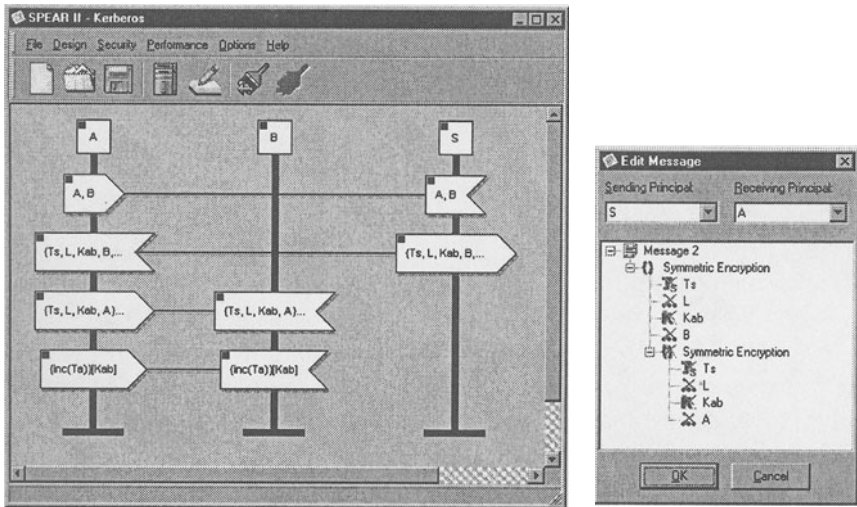 SPEAR II - Kerberos
File Design Security Performance Options Help
A B S
A, B A, B
{Ts, L, Kab, B,... {Ts, L, Kab, B,...
{Ts, L, Kab, A}... {Ts, L, Kab, A}...
{inc(Ta)}[Kab] {inc(Ta)}[Kab]
Edit Message
Sending Principal: Receiving Principal:
S A
Message 2
Symmetric Encryption
Ts
L
Kab
B
Symmetric Encryption
Ts
L
Kab
A
OK Cancel